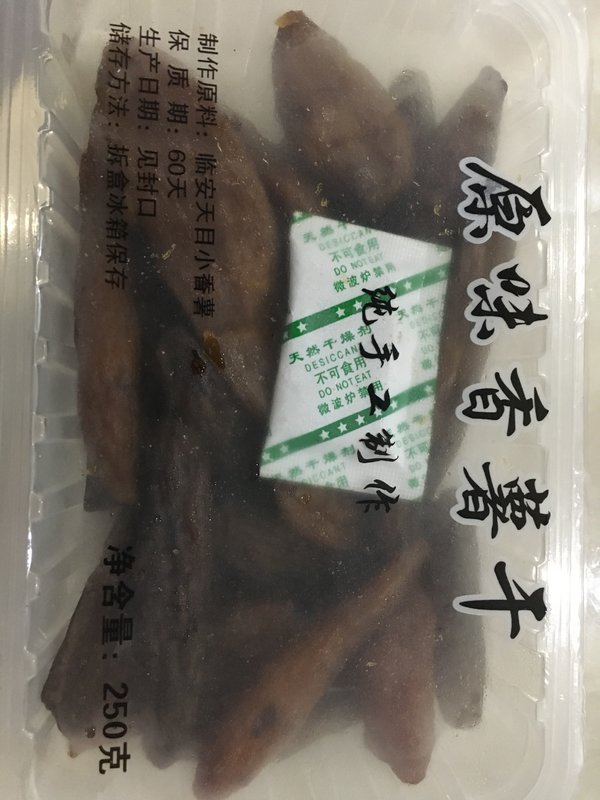 原味香薯干
纯手工制作
制作原料：临安天目小香薯
保质期：60天
生产日期：见封口
储存方法：拆盒冰箱保存
净含量：250克
天然干燥剂
DESICCANT
不可食用
DO NOT EAT
微波炉禁用
天然干燥剂
DESICCANT
不可食用
DO NOT EAT
微波炉禁用